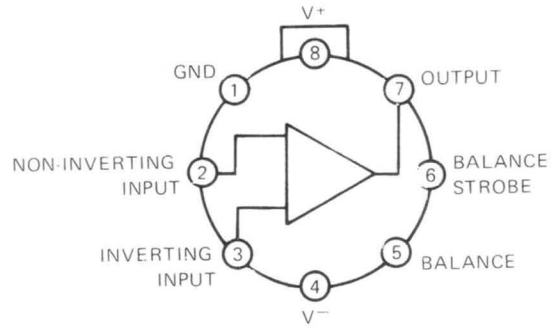 V+
8
GND
1
7
OUTPUT
NON-INVERTING
INPUT
2
6
BALANCE
STROBE
INVERTING
INPUT
3
5
BALANCE
4
V−